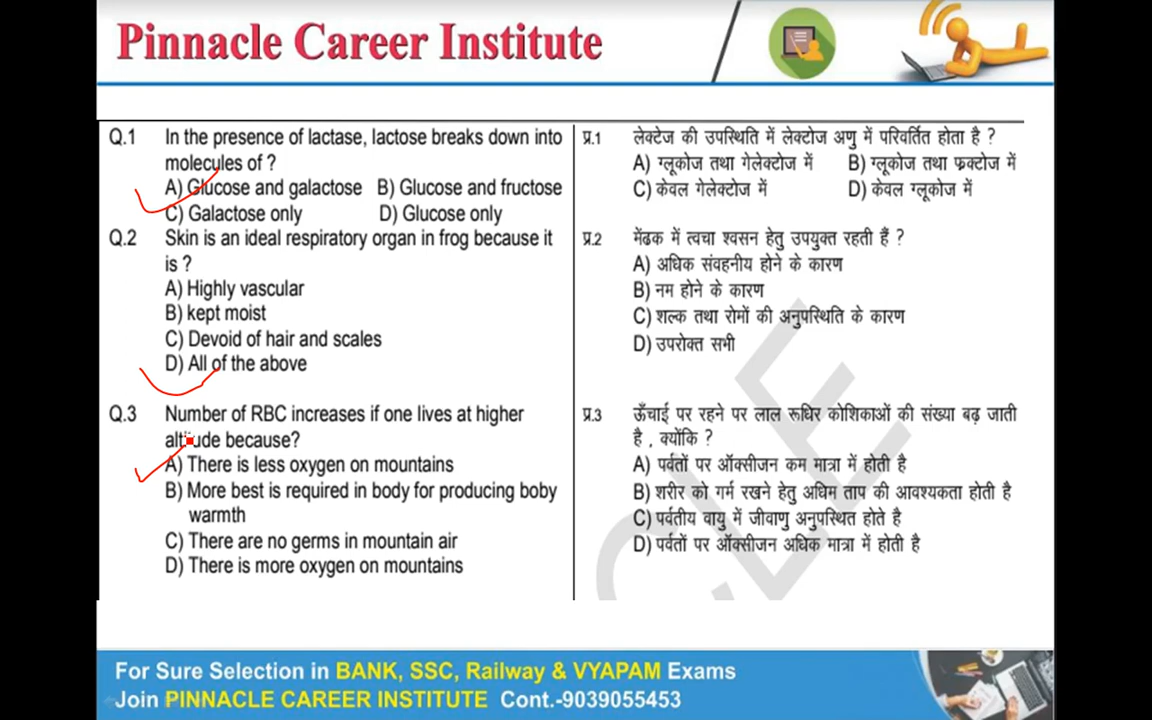 Pinnacle Career Institute
Q.1 In the presence of lactase, lactose breaks down into
molecules of ?
A) Glucose and galactose B) Glucose and fructose
C) Galactose only D) Glucose only
Q.2 Skin is an ideal respiratory organ in frog because it
is ?
A) Highly vascular
B) kept moist
C) Devoid of hair and scales
D) All of the above
Q.3 Number of RBC increases if one lives at higher
altitude because?
A) There is less oxygen on mountains
B) More best is required in body for producing boby
warmth
C) There are no germs in mountain air
D) There is more oxygen on mountains
प्र.1 लेक्टेज की उपस्थिति में लेक्टोज अणु में परिवर्तित होता है ?
A) ग्लूकोज तथा गेलेक्टोज में B) ग्लूकोज तथा फ्रक्टोज में
C) केवल गेलेक्टोज में D) केवल ग्लूकोज में
प्र.2 मेंढक में त्वचा श्वसन हेतु उपयुक्त रहती हैं ?
A) अधिक संवहनीय होने के कारण
B) नम होने के कारण
C) शल्क तथा रोमों की अनुपस्थिति के कारण
D) उपरोक्त सभी
प्र.3 ऊँचाई पर रहने पर लाल रूधिर कोशिकाओं की संख्या बढ़ जाती
है , क्योंकि ?
A) पर्वतों पर ऑक्सीजन कम मात्रा में होती है
B) शरीर को गर्म रखने हेतु अधिम ताप की आवश्यकता होती है
C) पर्वतीय वायु में जीवाणु अनुपस्थित होते है
D) पर्वतों पर ऑक्सीजन अधिक मात्रा में होती है
For Sure Selection in BANK, SSC, Railway & VYAPAM Exams
Join PINNACLE CAREER INSTITUTE Cont.-9039055453